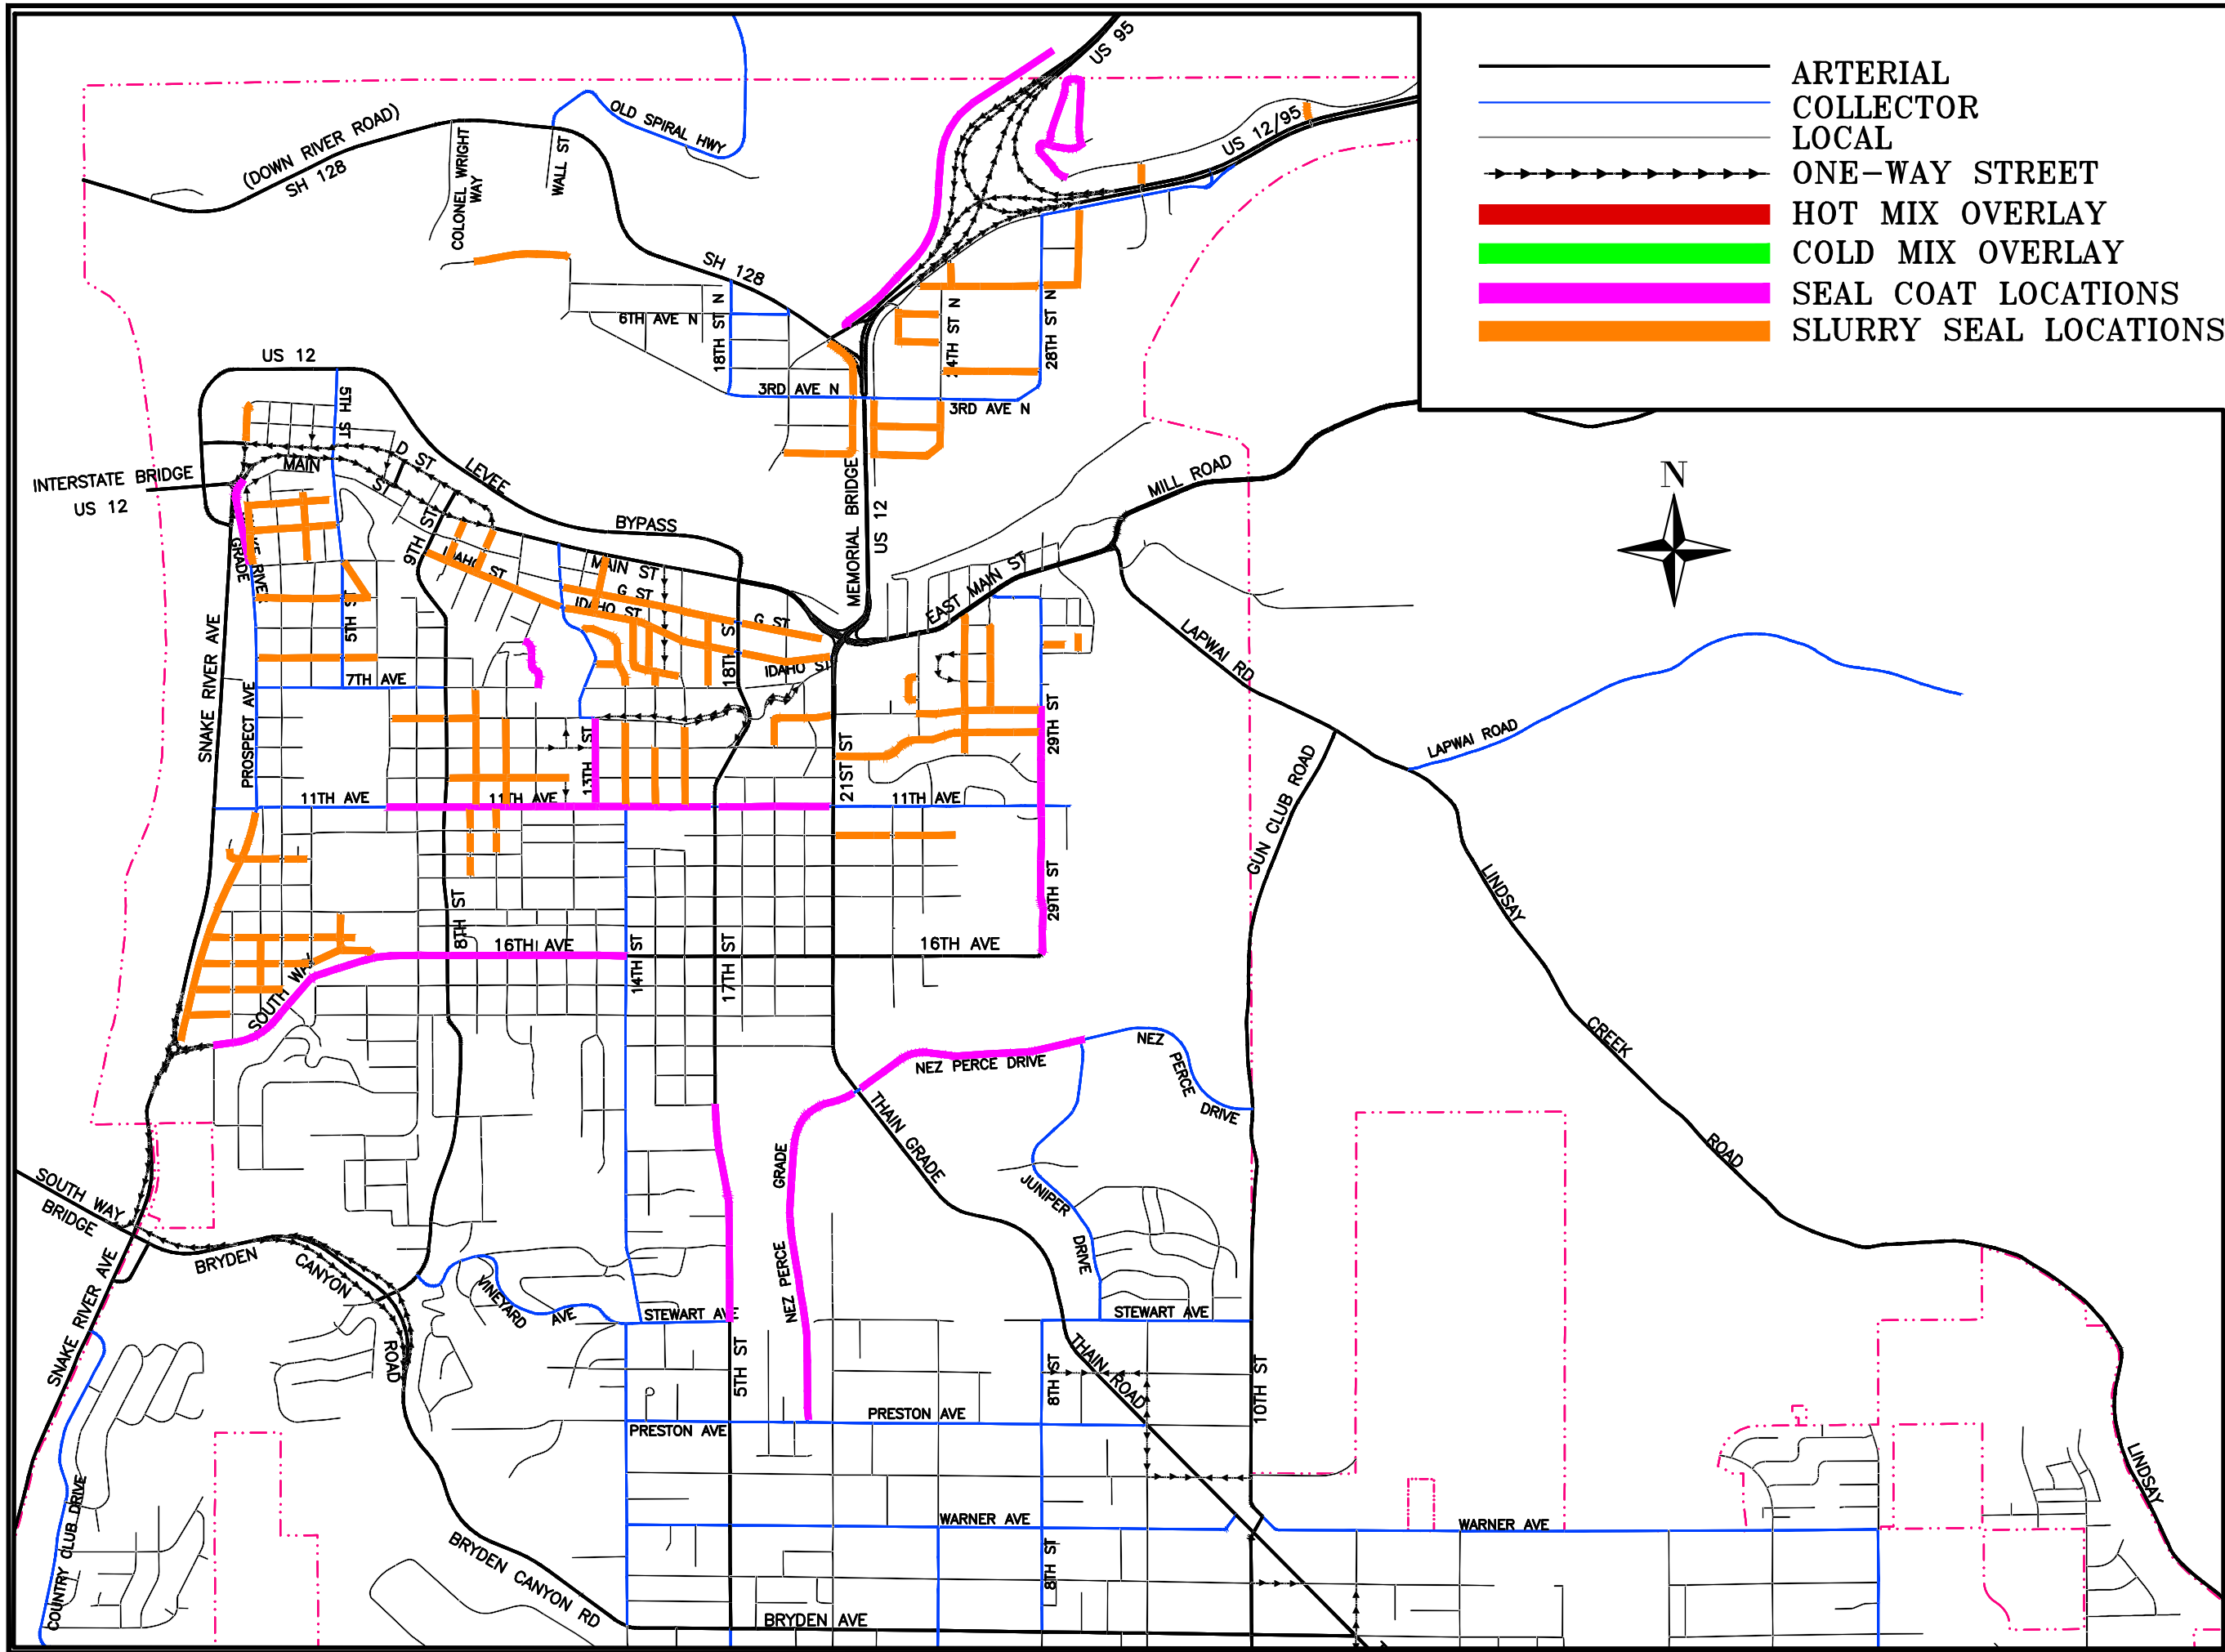 US 95
ARTERIAL
COLLECTOR
LOCAL
ONE-WAY STREET
HOT MIX OVERLAY
COLD MIX OVERLAY
SEAL COAT LOCATIONS
SLURRY SEAL LOCATIONS
(DOWN RIVER ROAD)
SH 128
COLONEL WRIGHT
WAY
WALL ST
OLD SPIRAL HWY
US 12/95
SH 128
18TH ST N
6TH AVE N
24TH ST N
28TH ST N
3RD AVE N
3RD AVE N
US 12
5TH ST
D ST
MAIN
ST
LEVEE
BYPASS
INTERSTATE BRIDGE
US 12
MEMORIAL BRIDGE
US 12
MILL ROAD
N
9TH ST
IDAHO ST
MAIN ST
G ST
IDAHO ST
G ST
IDAHO ST
18TH ST
EAST MAIN ST
SNAKE RIVER
GRADE
5TH ST
7TH AVE
SNAKE RIVER AVE
PROSPECT AVE
LAPWAI RD
LAPWAI ROAD
GUN CLUB ROAD
29TH ST
21ST ST
13TH ST
11TH AVE
11TH AVE
11TH AVE
29TH ST
8TH ST
16TH AVE
14TH ST
17TH ST
16TH AVE
SOUTH WAY
LINDSAY
CREEK
ROAD
NEZ PERCE DRIVE
NEZ
PERCE
DRIVE
THAIN GRADE
NEZ PERCE
GRADE
JUNIPER
DRIVE
SOUTH WAY
BRIDGE
BRYDEN
CANYON
ROAD
SNAKE RIVER AVE
VINEYARD
AVE
STEWART AVE
STEWART AVE
5TH ST
8TH ST
THAIN
ROAD
10TH ST
PRESTON AVE
PRESTON AVE
LINDSAY
COUNTRY CLUB DRIVE
WARNER AVE
WARNER AVE
8TH ST
BRYDEN CANYON RD
BRYDEN AVE